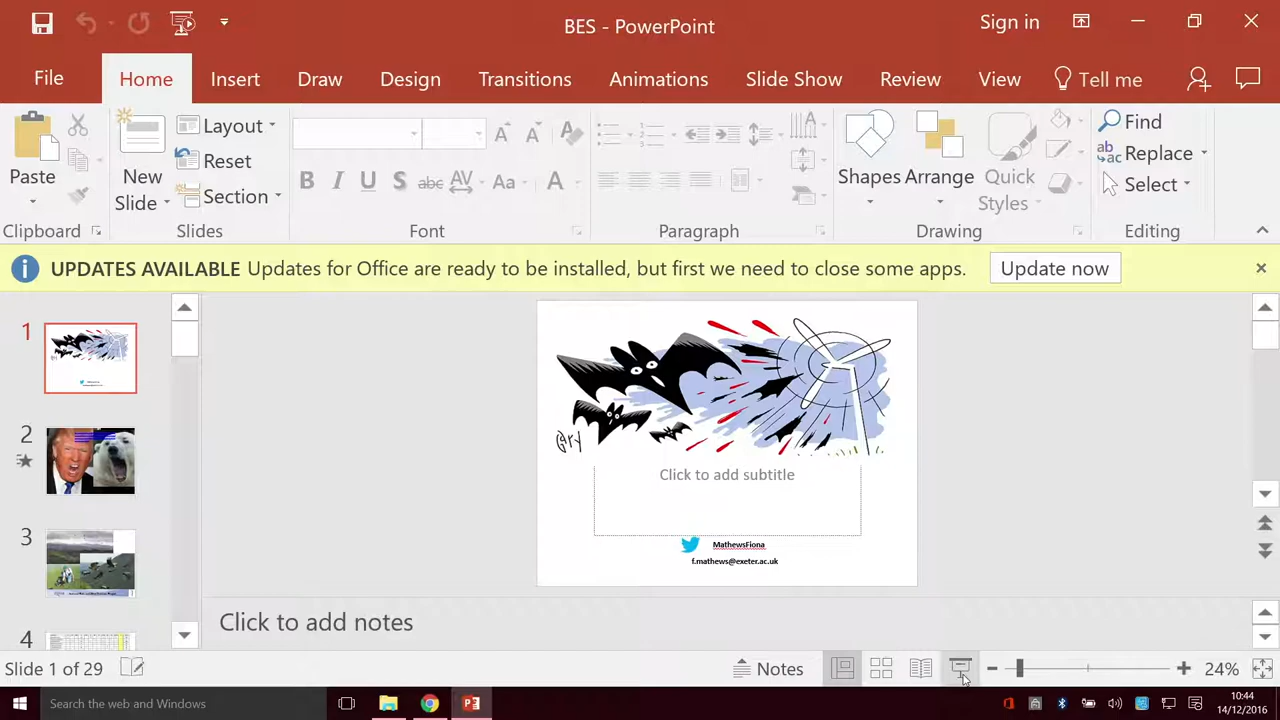 BES - PowerPoint
Sign in
File Home Insert Draw Design Transitions Animations Slide Show Review View Tell me
Layout
Find
Reset
Replace
Paste New Slide Section
B I U S abc AV Aa A
Shapes Arrange Quick Styles
Select
Clipboard Slides Font Paragraph Drawing Editing
UPDATES AVAILABLE Updates for Office are ready to be installed, but first we need to close some apps. Update now
1
2
3
4
Click to add subtitle
MathewsFiona
f.mathews@exeter.ac.uk
Click to add notes
Slide 1 of 29 Notes 24%
Search the web and Windows
10:44
14/12/2016